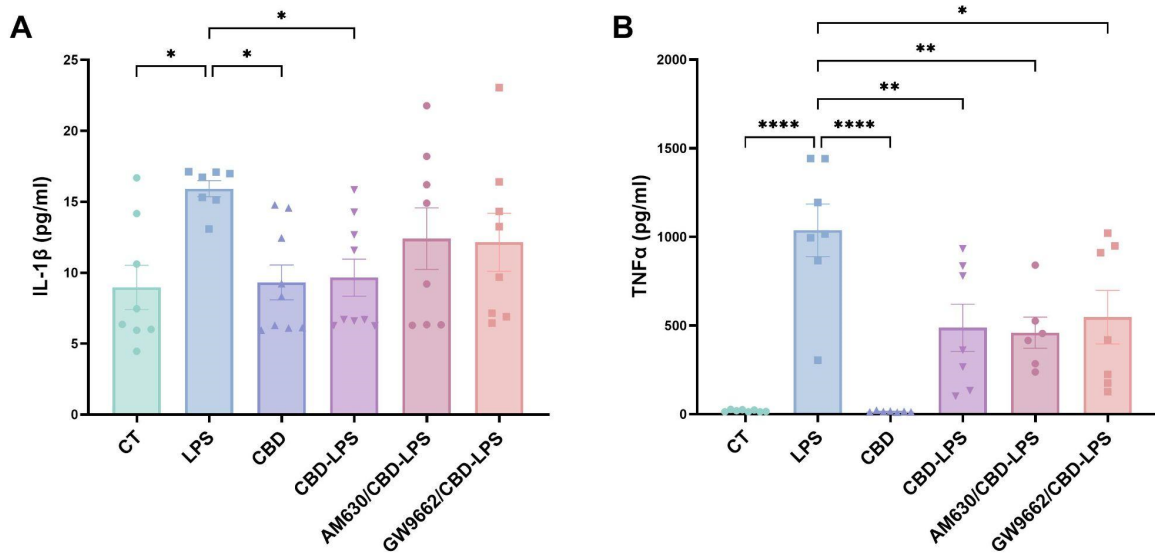 A
*
*
*
IL-1β (pg/ml)
25
20
15
10
5
0
CT
LPS
CBD
CBD-LPS
AM630/CBD-LPS
GW9662/CBD-LPS
B
*
**
**
****
****
TNFα (pg/ml)
2000
1500
1000
500
0
CT
LPS
CBD
CBD-LPS
AM630/CBD-LPS
GW9662/CBD-LPS